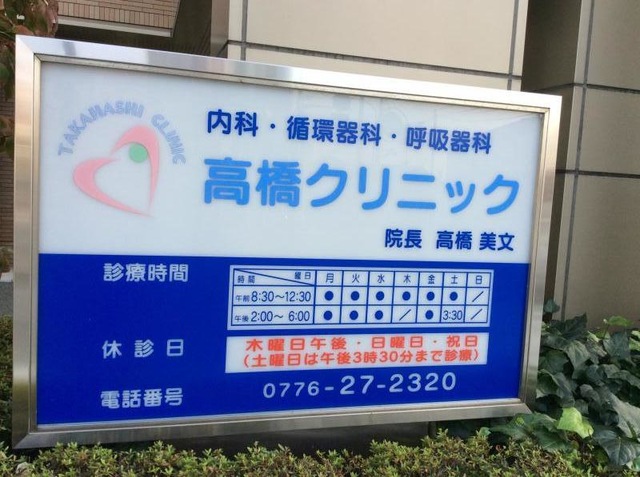 TAKAHASHI CLINIC
内科・循環器科・呼吸器科
高橋クリニック
院長 高橋 美文
診療時間
時間 曜日 月 火 水 木 金 土 日
午前 8:30〜12:30 ● ● ● ● ● ● ／
午後 2:00〜 6:00 ● ● ● ／ ● 3:30 ／
休診日
木曜日午後・日曜日・祝日
(土曜日は午後3時30分まで診療)
電話番号 0776-27-2320